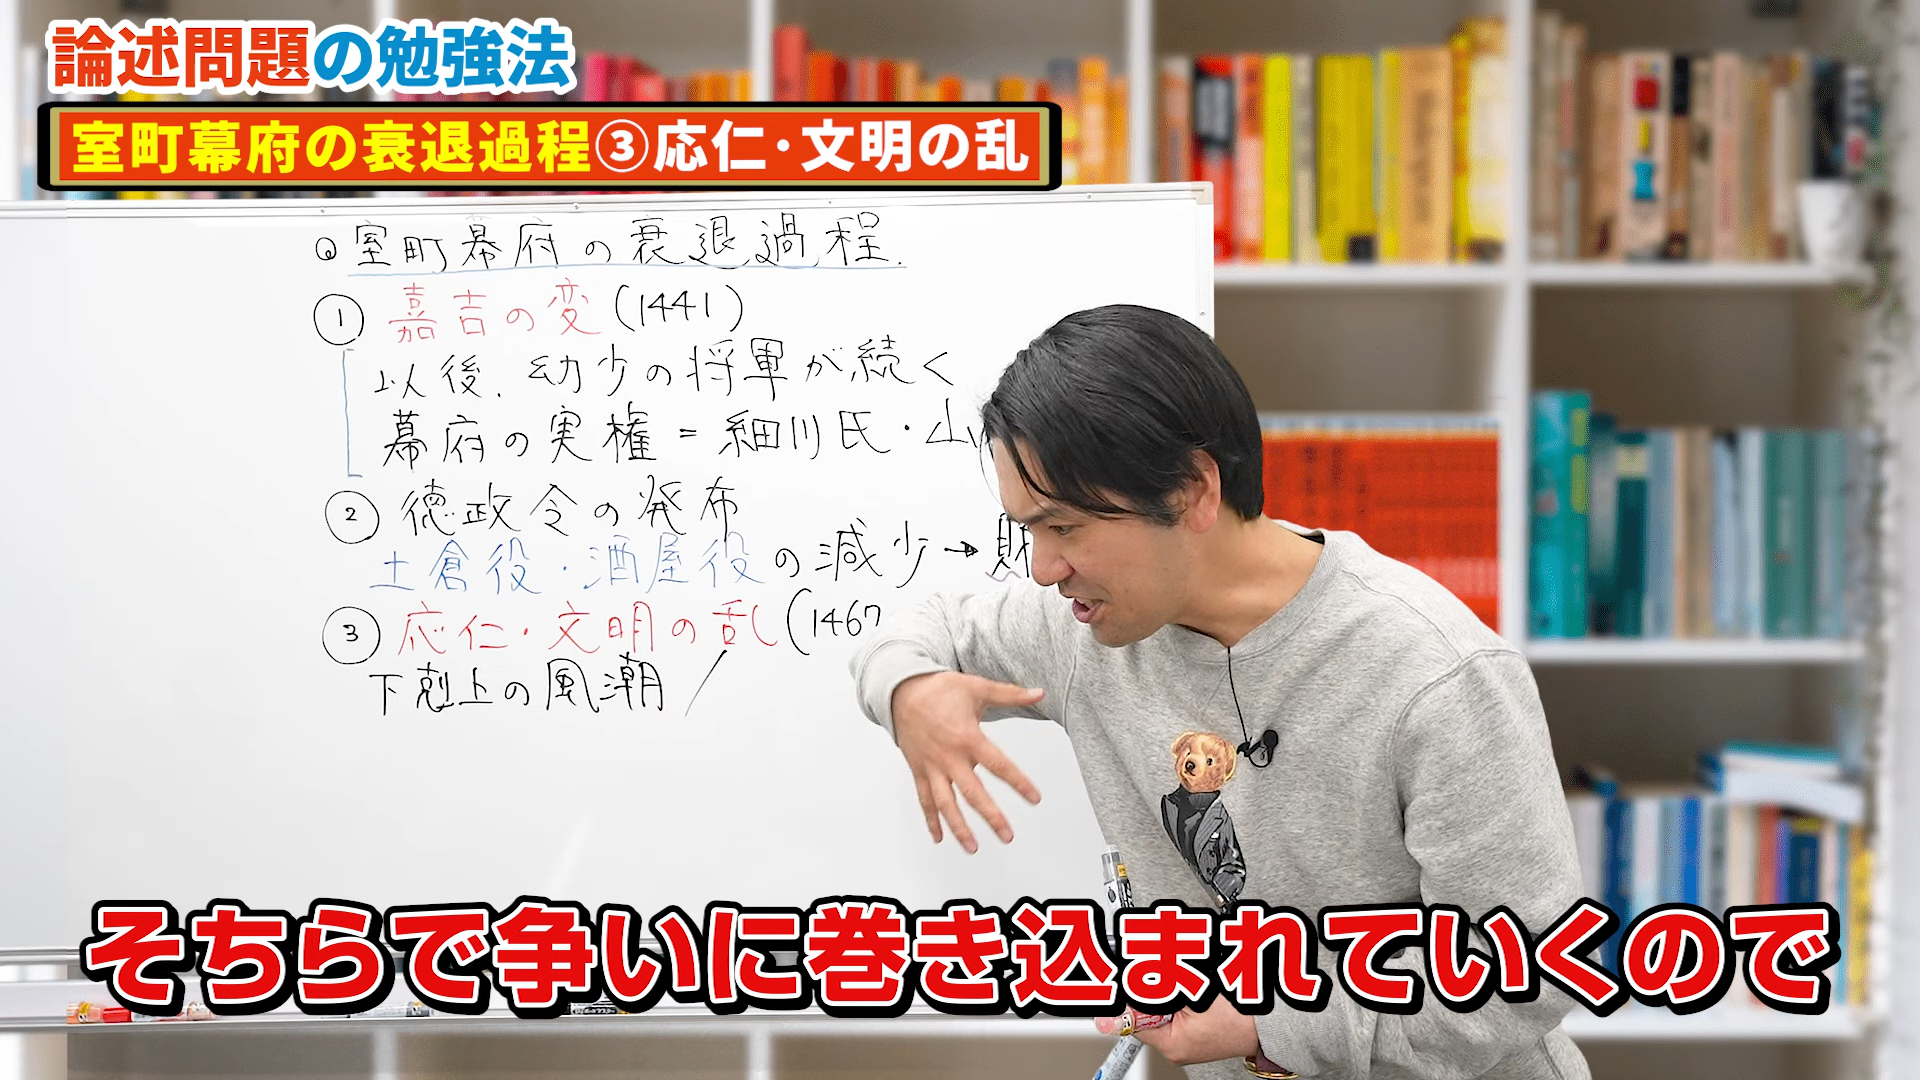 論述問題の勉強法
室町幕府の衰退過程③応仁・文明の乱
室町幕府の衰退過程.
① 嘉吉の変(1441)
以後、幼少の将軍が続く
幕府の実権=細川氏・山
② 徳政令の発布
土倉役・酒屋役の減少→財
③ 応仁・文明の乱(1467
下剋上の風潮
そちらで争いに巻き込まれていくので